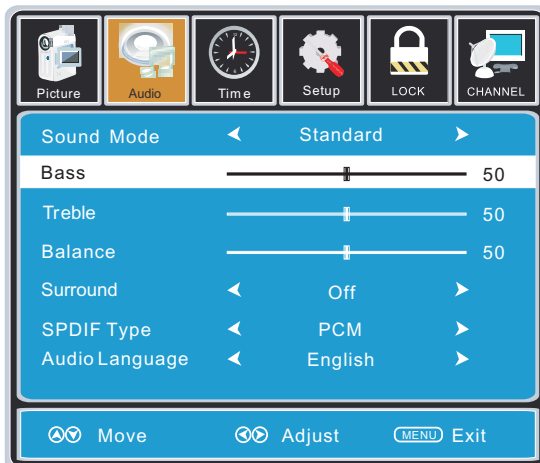 Picture Audio Time Setup LOCK CHANNEL
Sound Mode Standard
Bass 50
Treble 50
Balance 50
Surround Off
SPDIF Type PCM
Audio Language English
Move Adjust MENU Exit